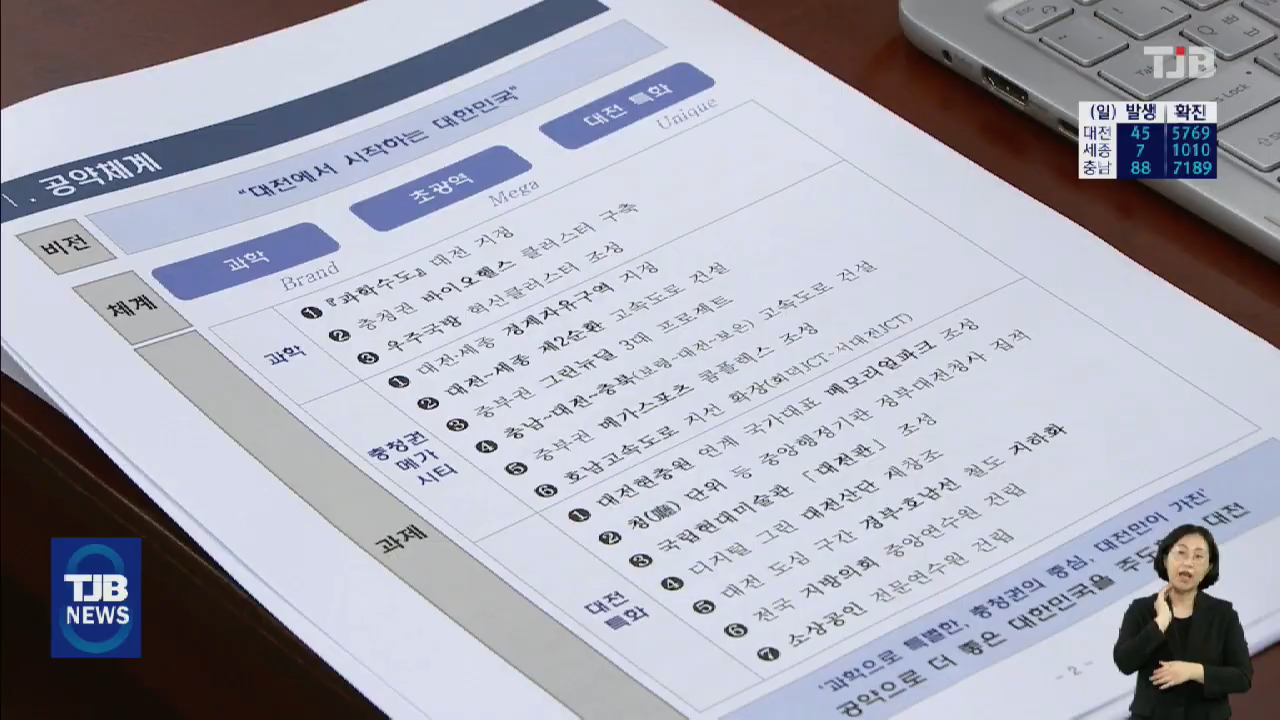 TJB
(일) 발생 확진
대전 45 5769
세종 7 1010
충남 88 7189
1. 공약체계
비전
"대전에서 시작하는 대한민국"
체계
과학 초광역 대전 특화
Brand Mega Unique
과제
과학
❶ 『과학수도』 대전 지정
❷ 충청권 바이오헬스 클러스터 구축
❸ 우주국방 혁신클러스터 조성
충청권
메가
시티
❶ 대전·세종 경제자유구역 지정
❷ 대전~세종 제2순환 고속도로 건설
❸ 중부권 그린뉴딜 3대 프로젝트
❹ 충남~대전~충북(보령-대전-보은) 고속도로 건설
❺ 중부권 메가스포츠 콤플렉스 조성
❻ 호남고속도로 지선 확장(회덕JCT-서대전JCT)
대전
특화
❶ 대전현충원 연계 국가대표 메모리얼파크 조성
❷ 청(廳) 단위 등 중앙행정기관 정부대전청사 집적
❸ 국립현대미술관 「대전관」 조성
❹ 디지털 그린 대전산단 재창조
❺ 대전 도심 구간 경부·호남선 철도 지하화
❻ 전국 지방의회 중앙연수원 건립
❼ 소상공인 전문연수원 건립
'과학으로 특별한, 충청권의 중심, 대전만이 가진'
공약으로 더 좋은 대한민국을 주도 대전
- 2 -
8
TJB
NEWS